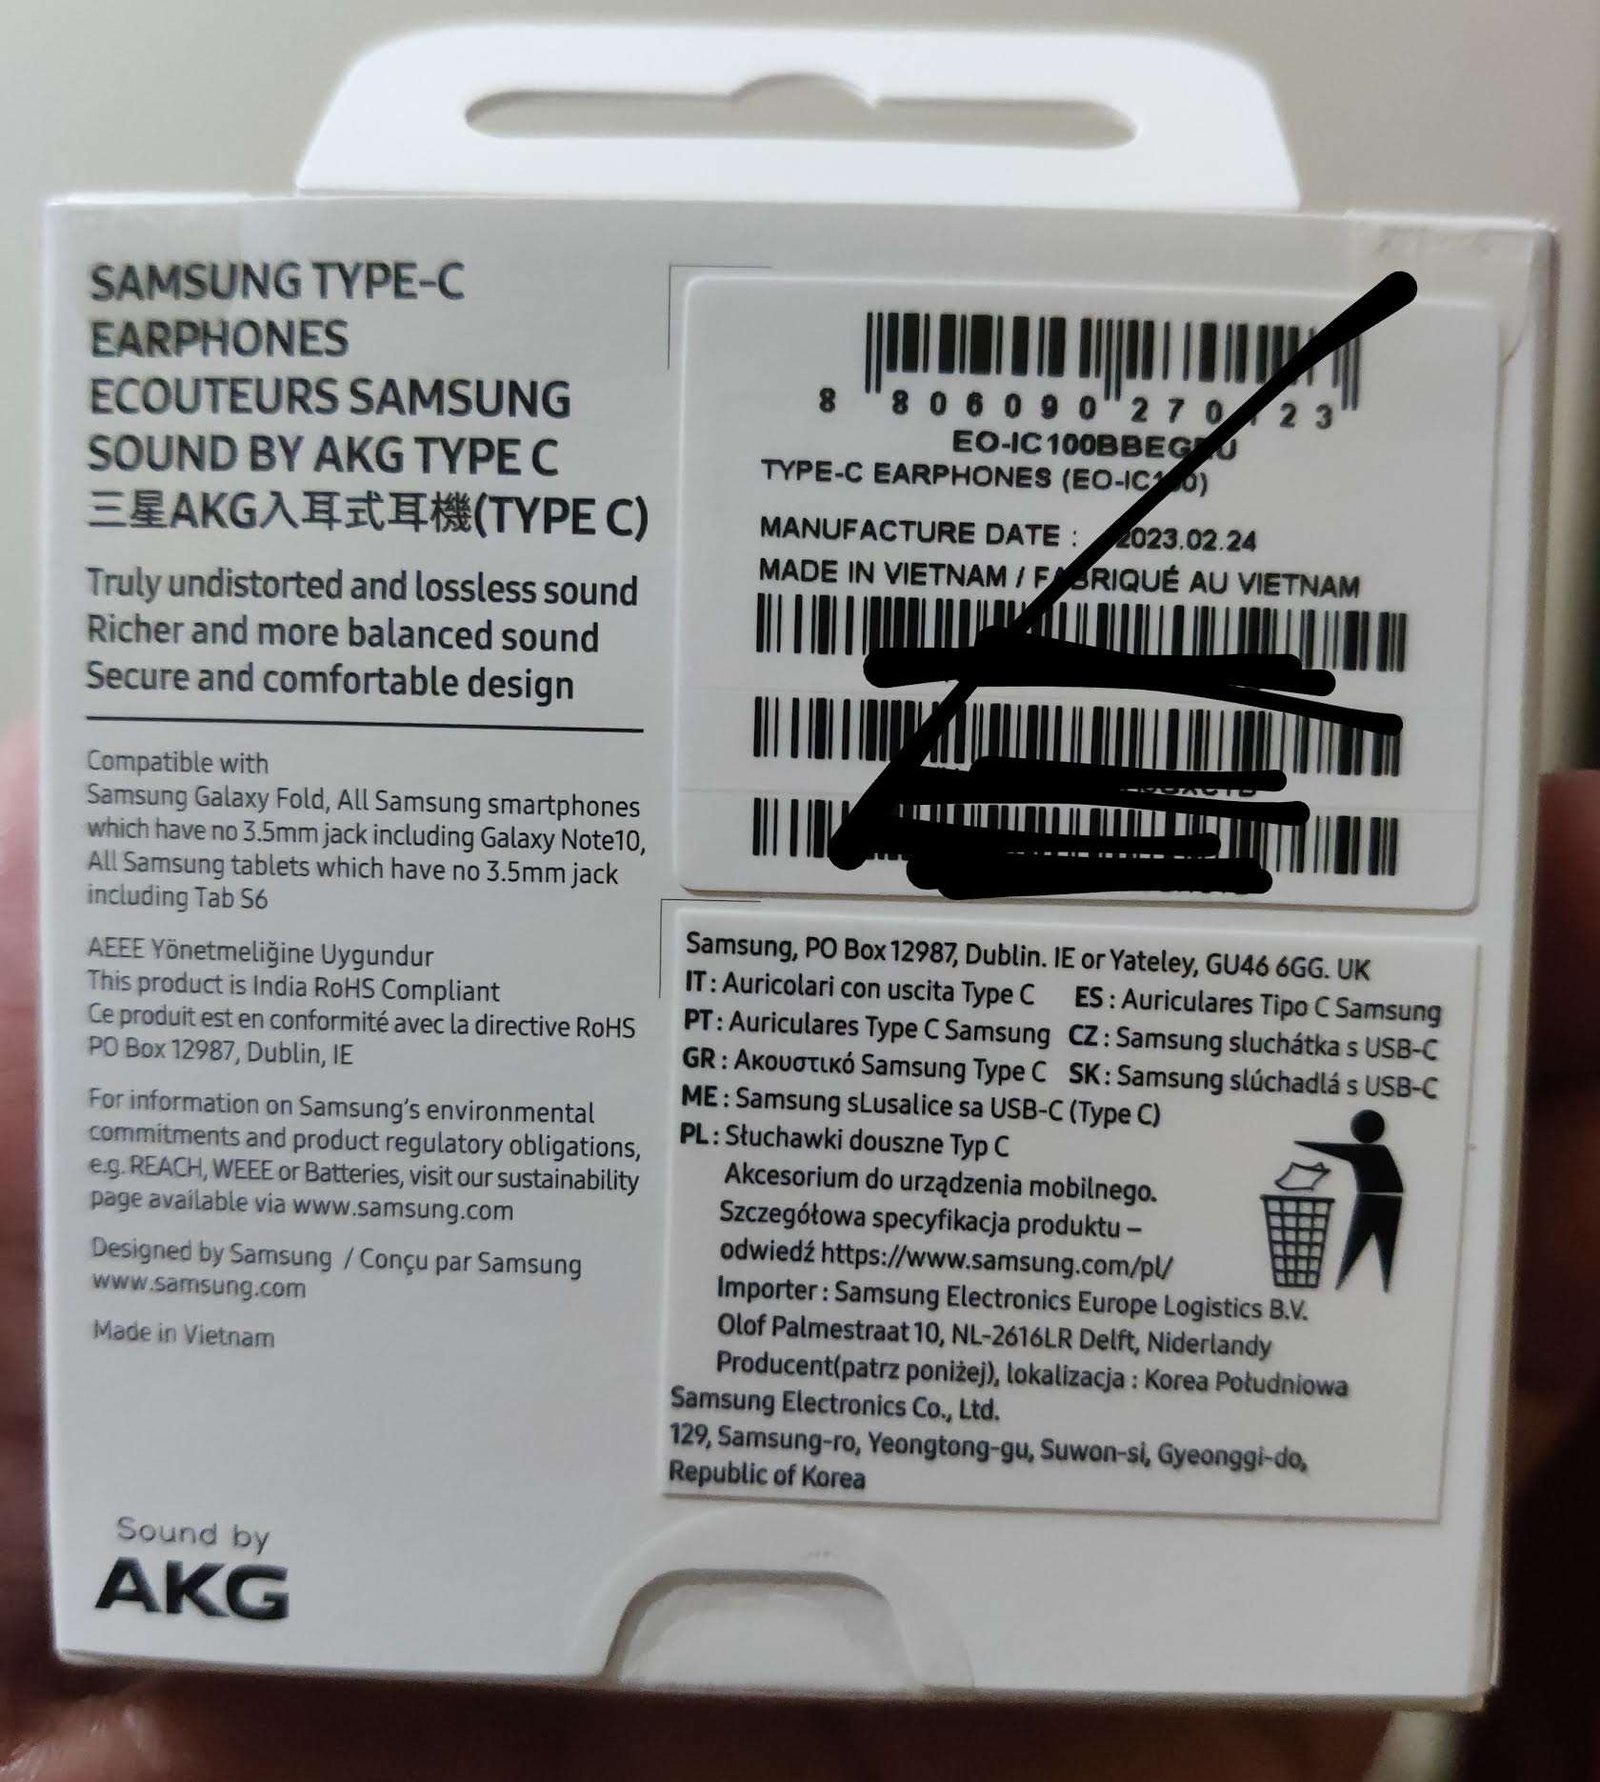 SAMSUNG TYPE-C
EARPHONES
ECOUTEURS SAMSUNG
SOUND BY AKG TYPE C
三星AKG入耳式耳機(TYPE C)
Truly undistorted and lossless sound
Richer and more balanced sound
Secure and comfortable design
Compatible with
Samsung Galaxy Fold, All Samsung smartphones
which have no 3.5mm jack including Galaxy Note10,
All Samsung tablets which have no 3.5mm jack
including Tab S6
AEEE Yönetmeliğine Uygundur
This product is India RoHS Compliant
Ce produit est en conformité avec la directive RoHS
PO Box 12987, Dublin, IE
For information on Samsung's environmental
commitments and product regulatory obligations,
e.g. REACH, WEEE or Batteries, visit our sustainability
page available via www.samsung.com
Designed by Samsung / Conçu par Samsung
www.samsung.com
Made in Vietnam
Sound by
AKG
8 806090 270 23
TYPE-C EARPHONES
MANUFACTURE DATE : 2023.02.24
MADE IN VIETNAM / FABRIQUÉ AU VIETNAM
Samsung, PO Box 12987, Dublin. IE or Yateley, GU46 6GG. UK
IT : Auricolari con uscita Type C ES : Auriculares Tipo C Samsung
PT : Auriculares Type C Samsung CZ : Samsung sluchátka s USB-C
GR : Ακουστικό Samsung Type C SK : Samsung slúchadlá s USB-C
ME : Samsung sLusalice sa USB-C (Type C)
PL : Słuchawki douszne Typ C
Akcesorium do urządzenia mobilnego.
Szczegółowa specyfikacja produktu –
odwiedź https://www.samsung.com/pl/
Importer : Samsung Electronics Europe Logistics B.V.
Olof Palmestraat 10, NL-2616LR Delft, Niderlandy
Producent(patrz poniżej), lokalizacja : Korea Południowa
Samsung Electronics Co., Ltd.
129, Samsung-ro, Yeongtong-gu, Suwon-si, Gyeonggi-do,
Republic of Korea